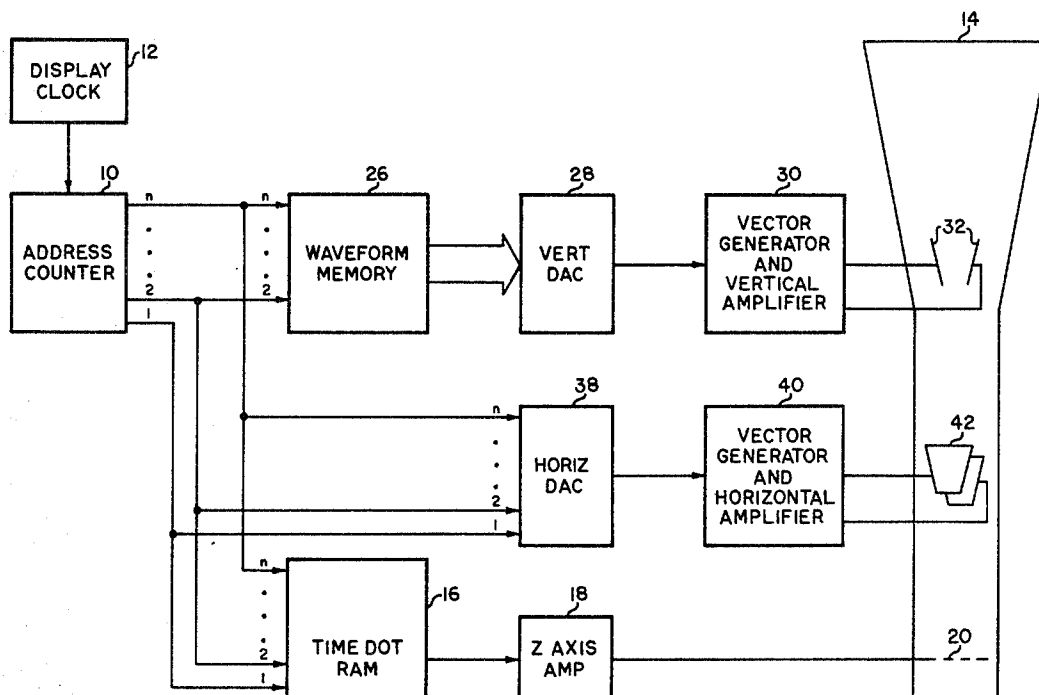 14
DISPLAY
CLOCK
12
10
ADDRESS
COUNTER
n
2
1
n
2
26
WAVEFORM
MEMORY
28
VERT
DAC
30
VECTOR
GENERATOR
AND
VERTICAL
AMPLIFIER
32
n
2
1
38
HORIZ
DAC
40
VECTOR
GENERATOR
AND
HORIZONTAL
AMPLIFIER
42
n
2
1
16
TIME DOT
RAM
18
Z AXIS
AMP
20